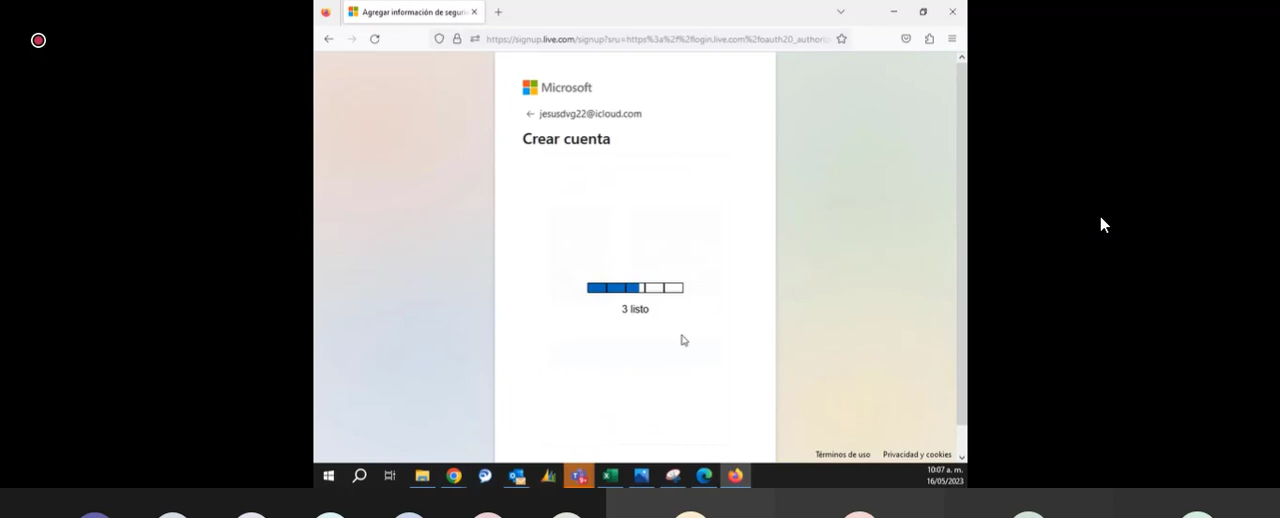 Agregar información de seguri
https://signup.live.com/signup?sru=https%3a%2f%2flogin.live.com%2foauth20_authori
Microsoft
jesusdvg22@icloud.com
Crear cuenta
3 listo
Términos de uso
Privacidad y cookies
10:07 a. m.
16/05/2023